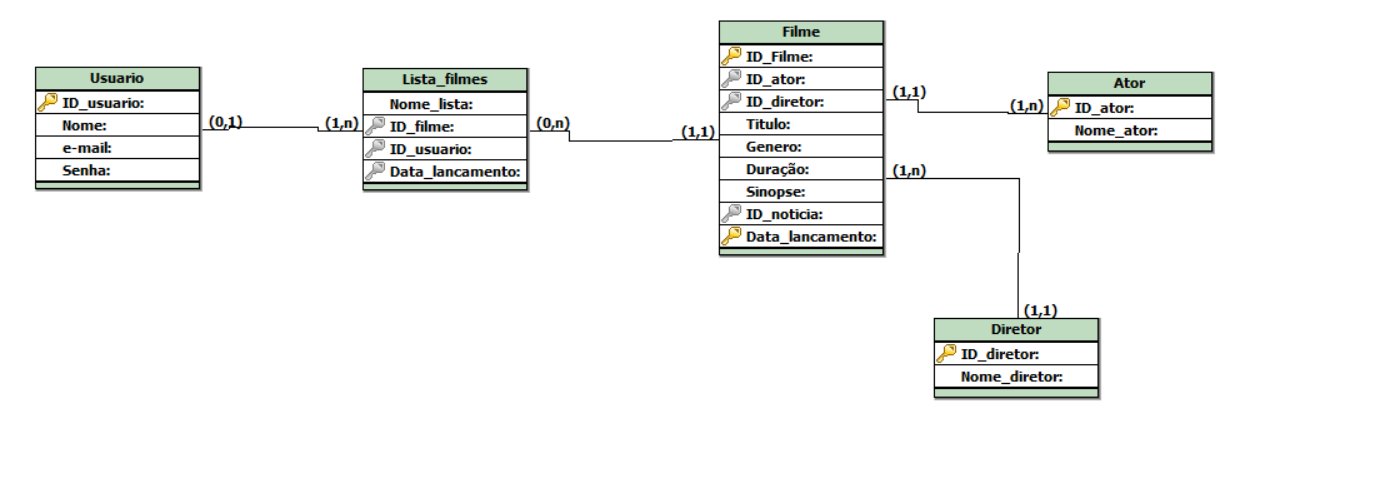 Usuario
ID_usuario:
Nome:
e-mail:
Senha:
(0,1)
(1,n)
Lista_filmes
Nome_lista:
ID_filme:
ID_usuario:
Data_lancamento:
(0,n)
(1,1)
Filme
ID_Filme:
ID_ator:
ID_diretor:
Titulo:
Genero:
Duração:
Sinopse:
ID_noticia:
Data_lancamento:
(1,1)
(1,n)
Ator
ID_ator:
Nome_ator:
(1,n)
(1,1)
Diretor
ID_diretor:
Nome_diretor: